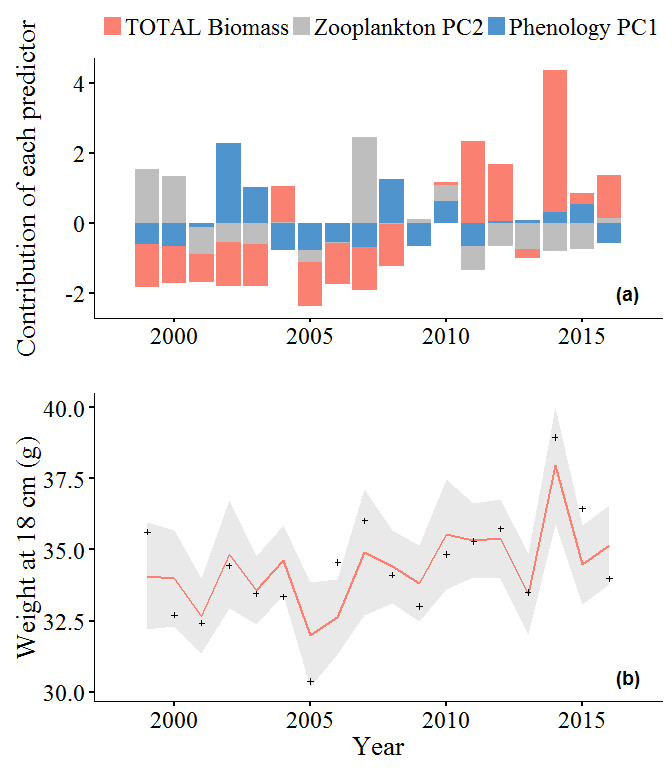 TOTAL Biomass Zooplankton PC2 Phenology PC1
Contribution of each predictor
4
2
0
-2
(a)
2000 2005 2010 2015
Weight at 18 cm (g)
40.0
37.5
35.0
32.5
30.0
(b)
2000 2005 2010 2015
Year